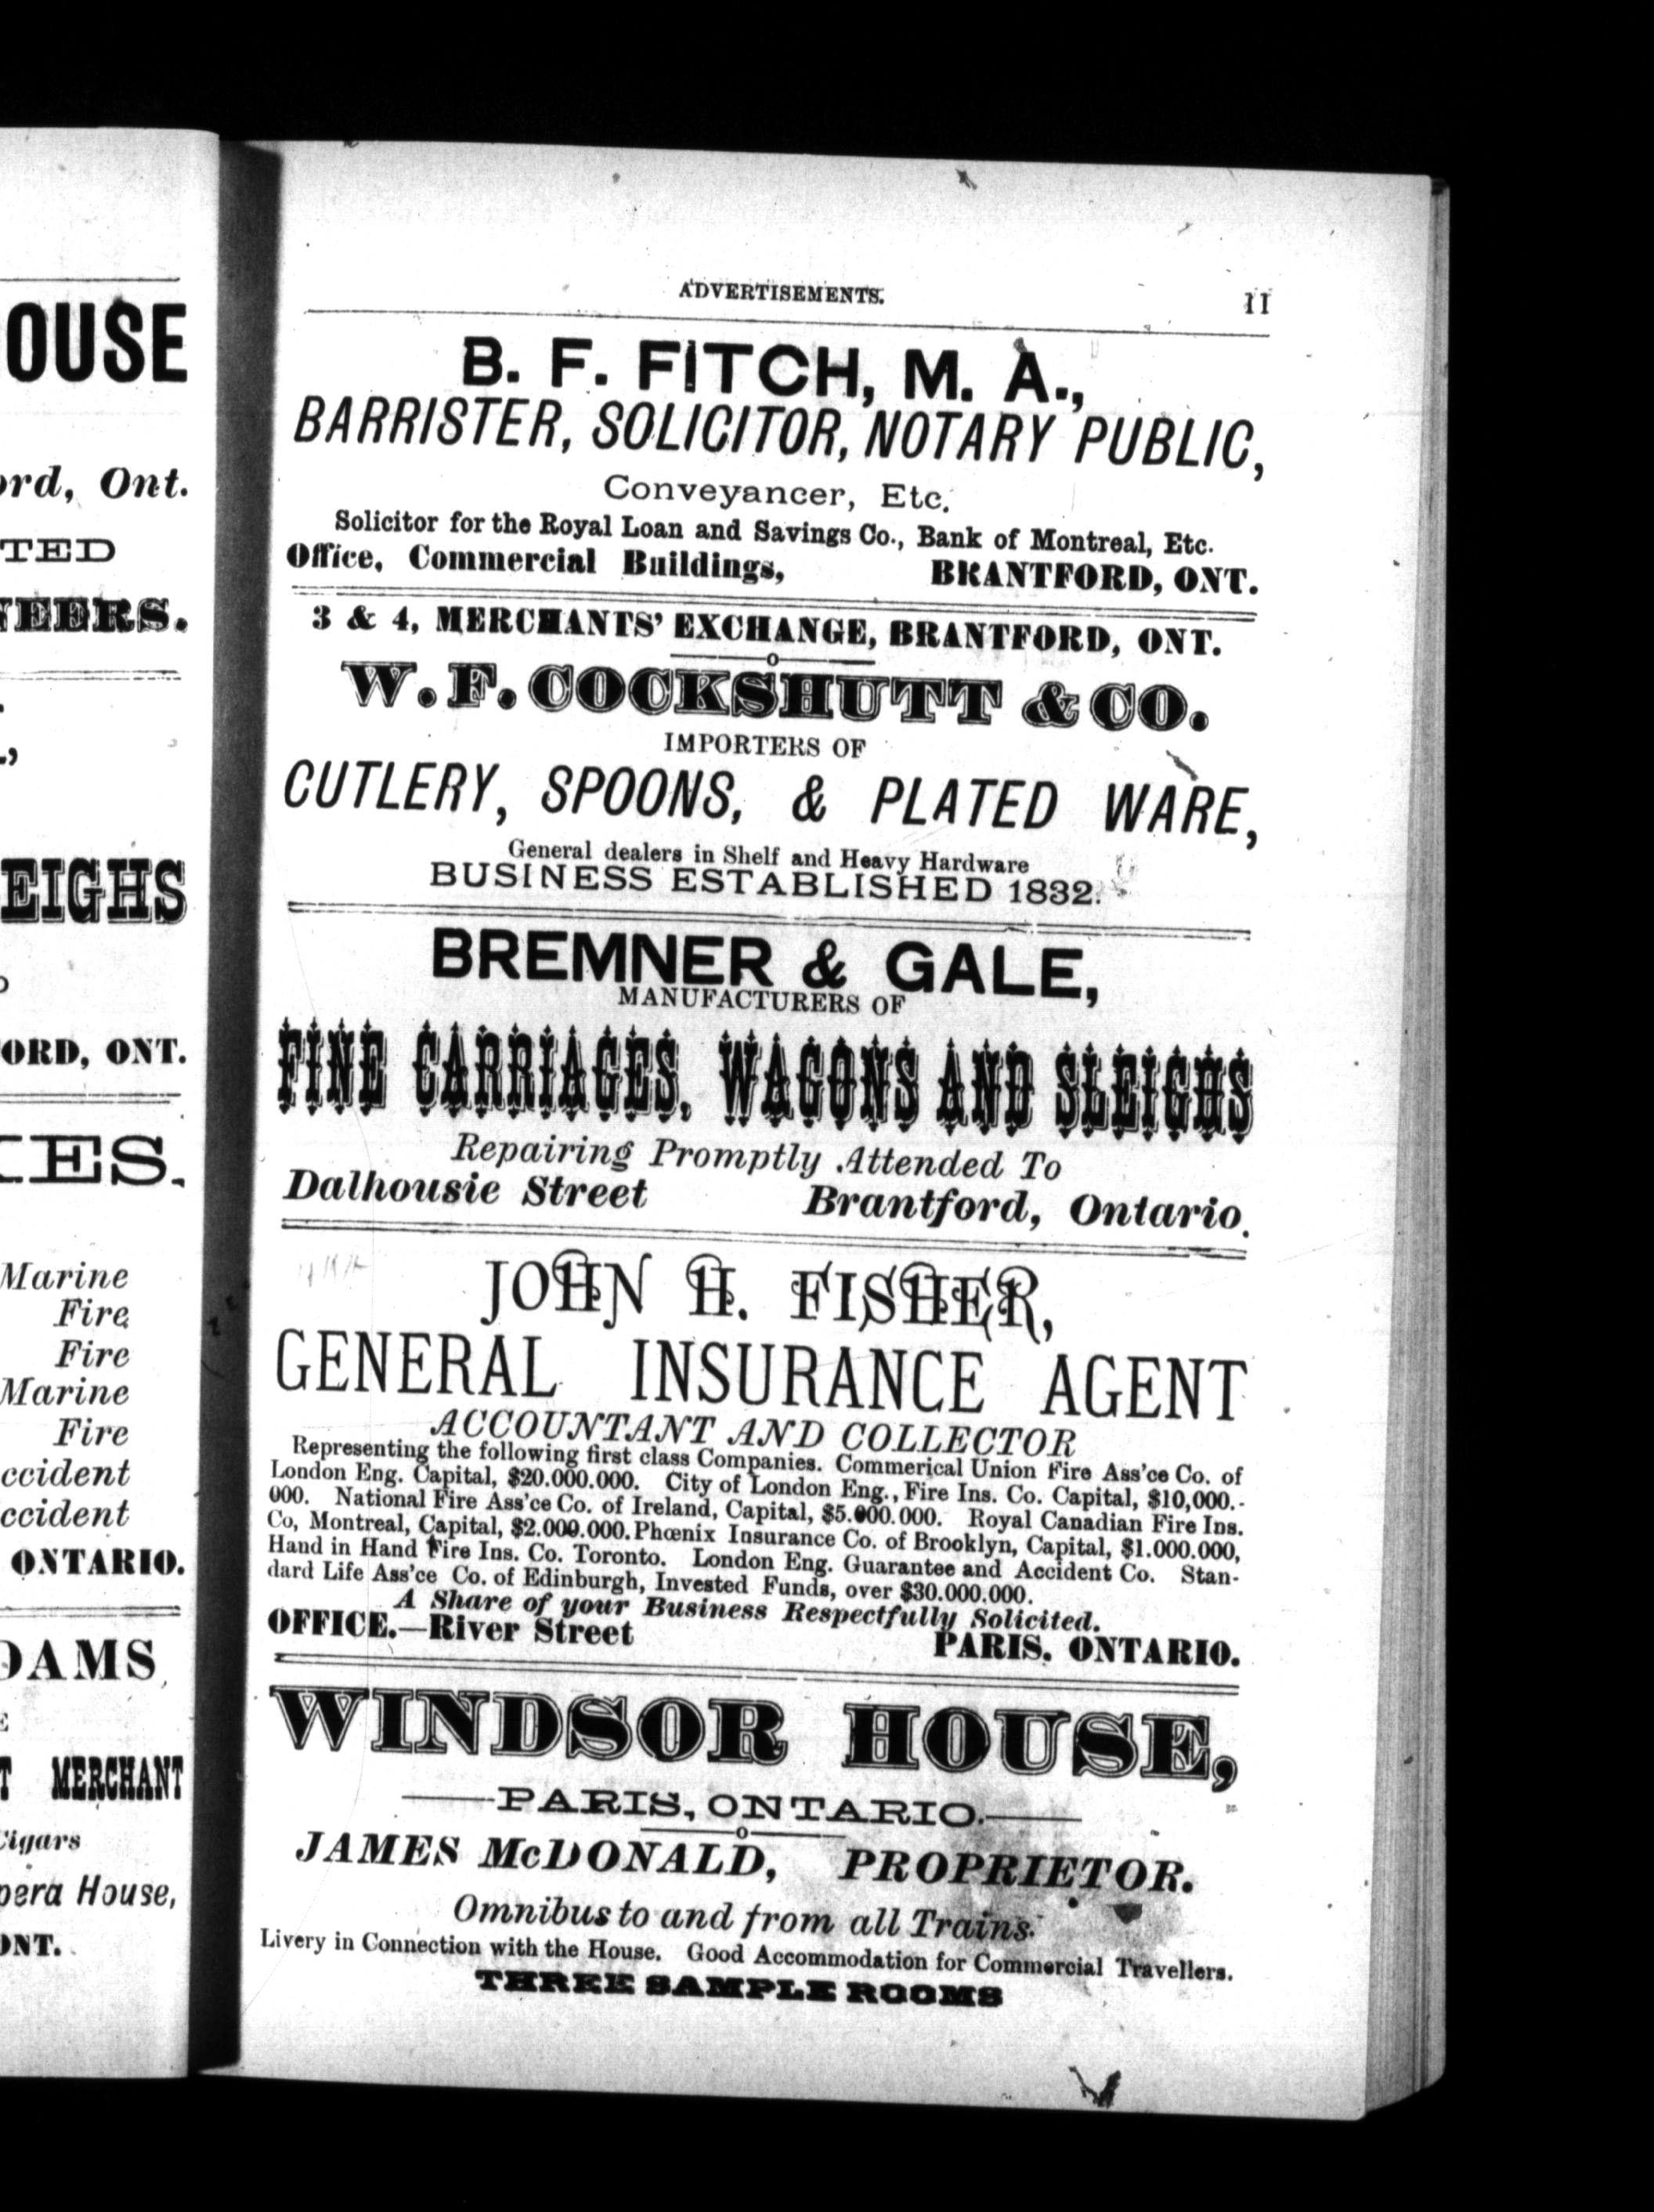 OUSE
ord, Ont.
TED
NEERS.
EIGHS
ORD, ONT.
ES.
Marine
Fire
Fire
Marine
Fire
ccident
ccident
ONTARIO.
DAMS,
T MERCHANT
Cigars
pera House,
ONT.
ADVERTISEMENTS. 11
B. F. FITCH, M. A.,
BARRISTER, SOLICITOR, NOTARY PUBLIC,
Conveyancer, Etc.
Solicitor for the Royal Loan and Savings Co., Bank of Montreal, Etc.
Office, Commercial Buildings, BRANTFORD, ONT.
3 & 4, MERCHANTS' EXCHANGE, BRANTFORD, ONT.
W. F. COCKSHUTT & CO.
IMPORTERS OF
CUTLERY, SPOONS, & PLATED WARE,
General dealers in Shelf and Heavy Hardware
BUSINESS ESTABLISHED 1832.
BREMNER & GALE,
MANUFACTURERS OF
FINE CARRIAGES, WAGONS AND SLEIGHS
Repairing Promptly Attended To
Dalhousie Street Brantford, Ontario.
JOHN H. FISHER,
GENERAL INSURANCE AGENT
ACCOUNTANT AND COLLECTOR
Representing the following first class Companies. Commerical Union Fire Ass'ce Co. of
London Eng. Capital, $20.000.000. City of London Eng., Fire Ins. Co. Capital, $10,000.-
000. National Fire Ass'ce Co. of Ireland, Capital, $5.000.000. Royal Canadian Fire Ins.
Co, Montreal, Capital, $2.000.000. Phœnix Insurance Co. of Brooklyn, Capital, $1.000.000,
Hand in Hand Fire Ins. Co. Toronto. London Eng. Guarantee and Accident Co. Stan-
dard Life Ass'ce Co. of Edinburgh, Invested Funds, over $30.000.000.
A Share of your Business Respectfully Solicited.
OFFICE.—River Street PARIS. ONTARIO.
WINDSOR HOUSE,
PARIS, ONTARIO.
JAMES McDONALD, PROPRIETOR.
Omnibus to and from all Trains.
Livery in Connection with the House. Good Accommodation for Commercial Travellers.
THREE SAMPLE ROOMS